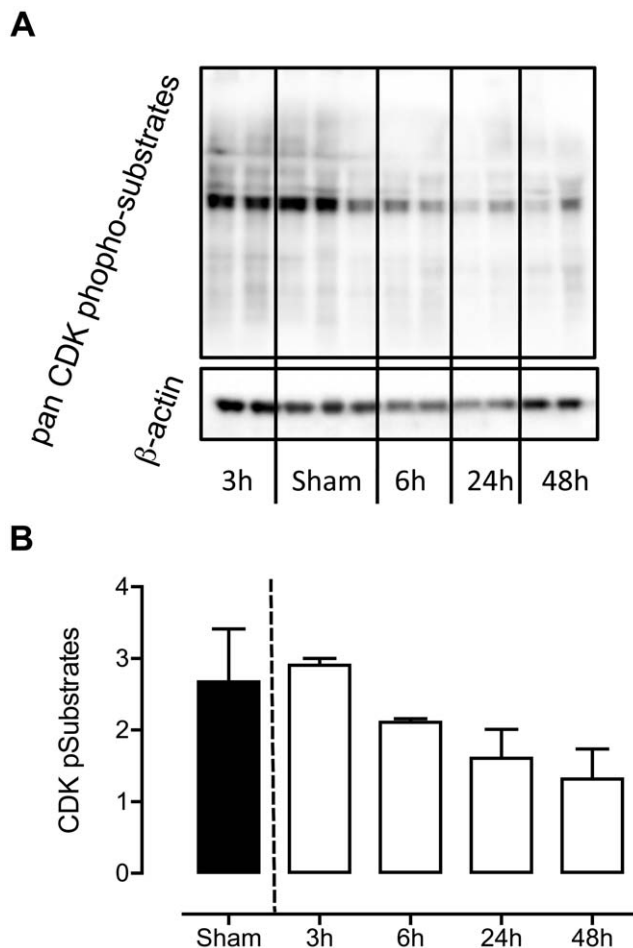 A
pan CDK phopho-substrates
β-actin
3h Sham 6h 24h 48h
B
CDK pSubstrates
4
3
2
1
0
Sham 3h 6h 24h 48h